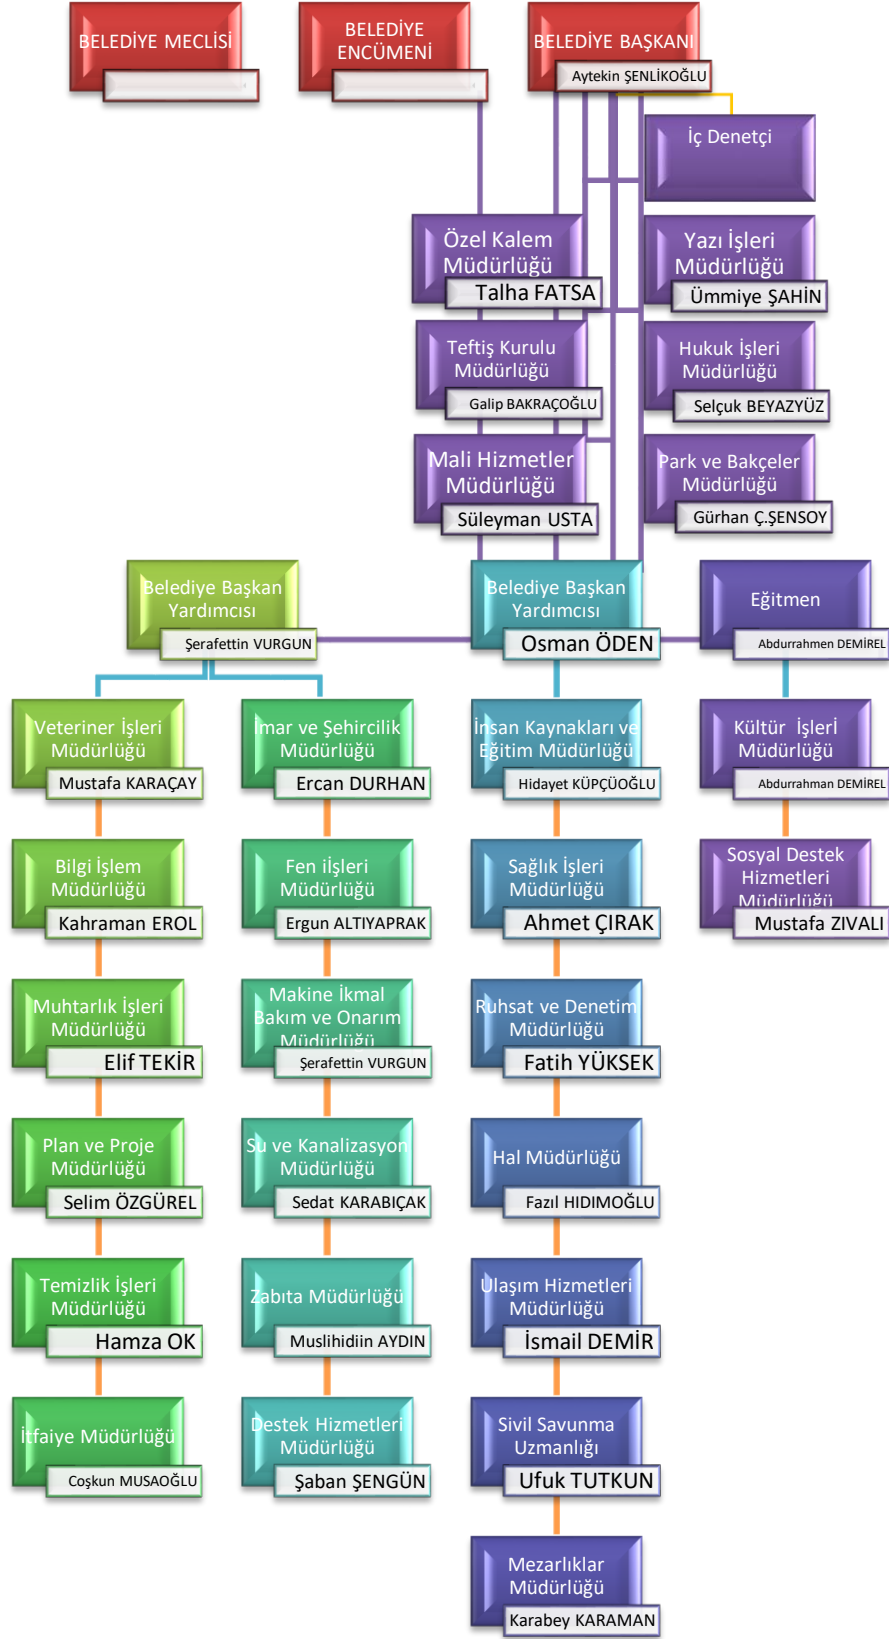 BELEDİYE MECLİSİ
BELEDİYE
ENCÜMENİ
BELEDİYE BAŞKANI
Aytekin ŞENLİKOĞLU
İç Denetçi
Özel Kalem
Müdürlüğü
Talha FATSA
Yazı İşleri
Müdürlüğü
Ümmiye ŞAHİN
Teftiş Kurulu
Müdürlüğü
Galip BAKRAÇOĞLU
Hukuk İşleri
Müdürlüğü
Selçuk BEYAZYÜZ
Mali Hizmetler
Müdürlüğü
Süleyman USTA
Park ve Bakçeler
Müdürlüğü
Gürhan Ç.ŞENSOY
Belediye Başkan
Yardımcısı
Şerafettin VURGUN
Belediye Başkan
Yardımcısı
Osman ÖDEN
Eğitmen
Abdurrahmen DEMİREL
Veteriner İşleri
Müdürlüğü
Mustafa KARAÇAY
İmar ve Şehircilik
Müdürlüğü
Ercan DURHAN
İnsan Kaynakları ve
Eğitim Müdürlüğü
Hidayet KÜPÇÜOĞLU
Kültür İşlerİ
Müdürlüğü
Abdurrahman DEMİREL
Bilgi İşlem
Müdürlüğü
Kahraman EROL
Fen iİşleri
Müdürlüğü
Ergun ALTIYAPRAK
Sağlık İşleri
Müdürlüğü
Ahmet ÇIRAK
Sosyal Destek
Hizmetleri
Müdürlüğü
Mustafa ZIVALI
Muhtarlık İşleri
Müdürlüğü
Elif TEKİR
Makine İkmal
Bakım ve Onarım
Müdürlüğü
Şerafettin VURGUN
Ruhsat ve Denetim
Müdürlüğü
Fatih YÜKSEK
Plan ve Proje
Müdürlüğü
Selim ÖZGÜREL
Su ve Kanalizasyon
Müdürlüğü
Sedat KARABIÇAK
Hal Müdürlüğü
Fazıl HIDIMOĞLU
Temizlik İşleri
Müdürlüğü
Hamza OK
Zabıta Müdürlüğü
Muslihidiin AYDIN
Ulaşım Hizmetleri
Müdürlüğü
İsmail DEMİR
İtfaiye Müdürlüğü
Coşkun MUSAOĞLU
Destek Hizmetleri
Müdürlüğü
Şaban ŞENGÜN
Sivil Savunma
Uzmanlığı
Ufuk TUTKUN
Mezarlıklar
Müdürlüğü
Karabey KARAMAN